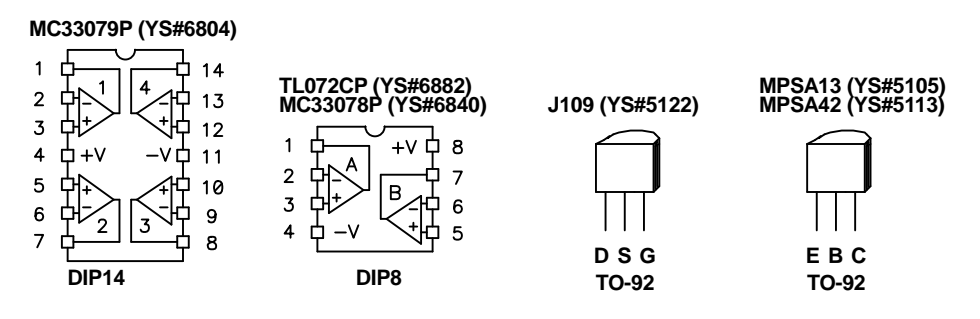 MC33079P (YS#6804)
1 14
2 1 4 13
3 12
4 +V −V 11
5 10
6 2 3 9
7 8
DIP14
TL072CP (YS#6882)
MC33078P (YS#6840)
1 +V 8
2 A 7
3 B 6
4 −V 5
DIP8
J109 (YS#5122)
D S G
TO-92
MPSA13 (YS#5105)
MPSA42 (YS#5113)
E B C
TO-92